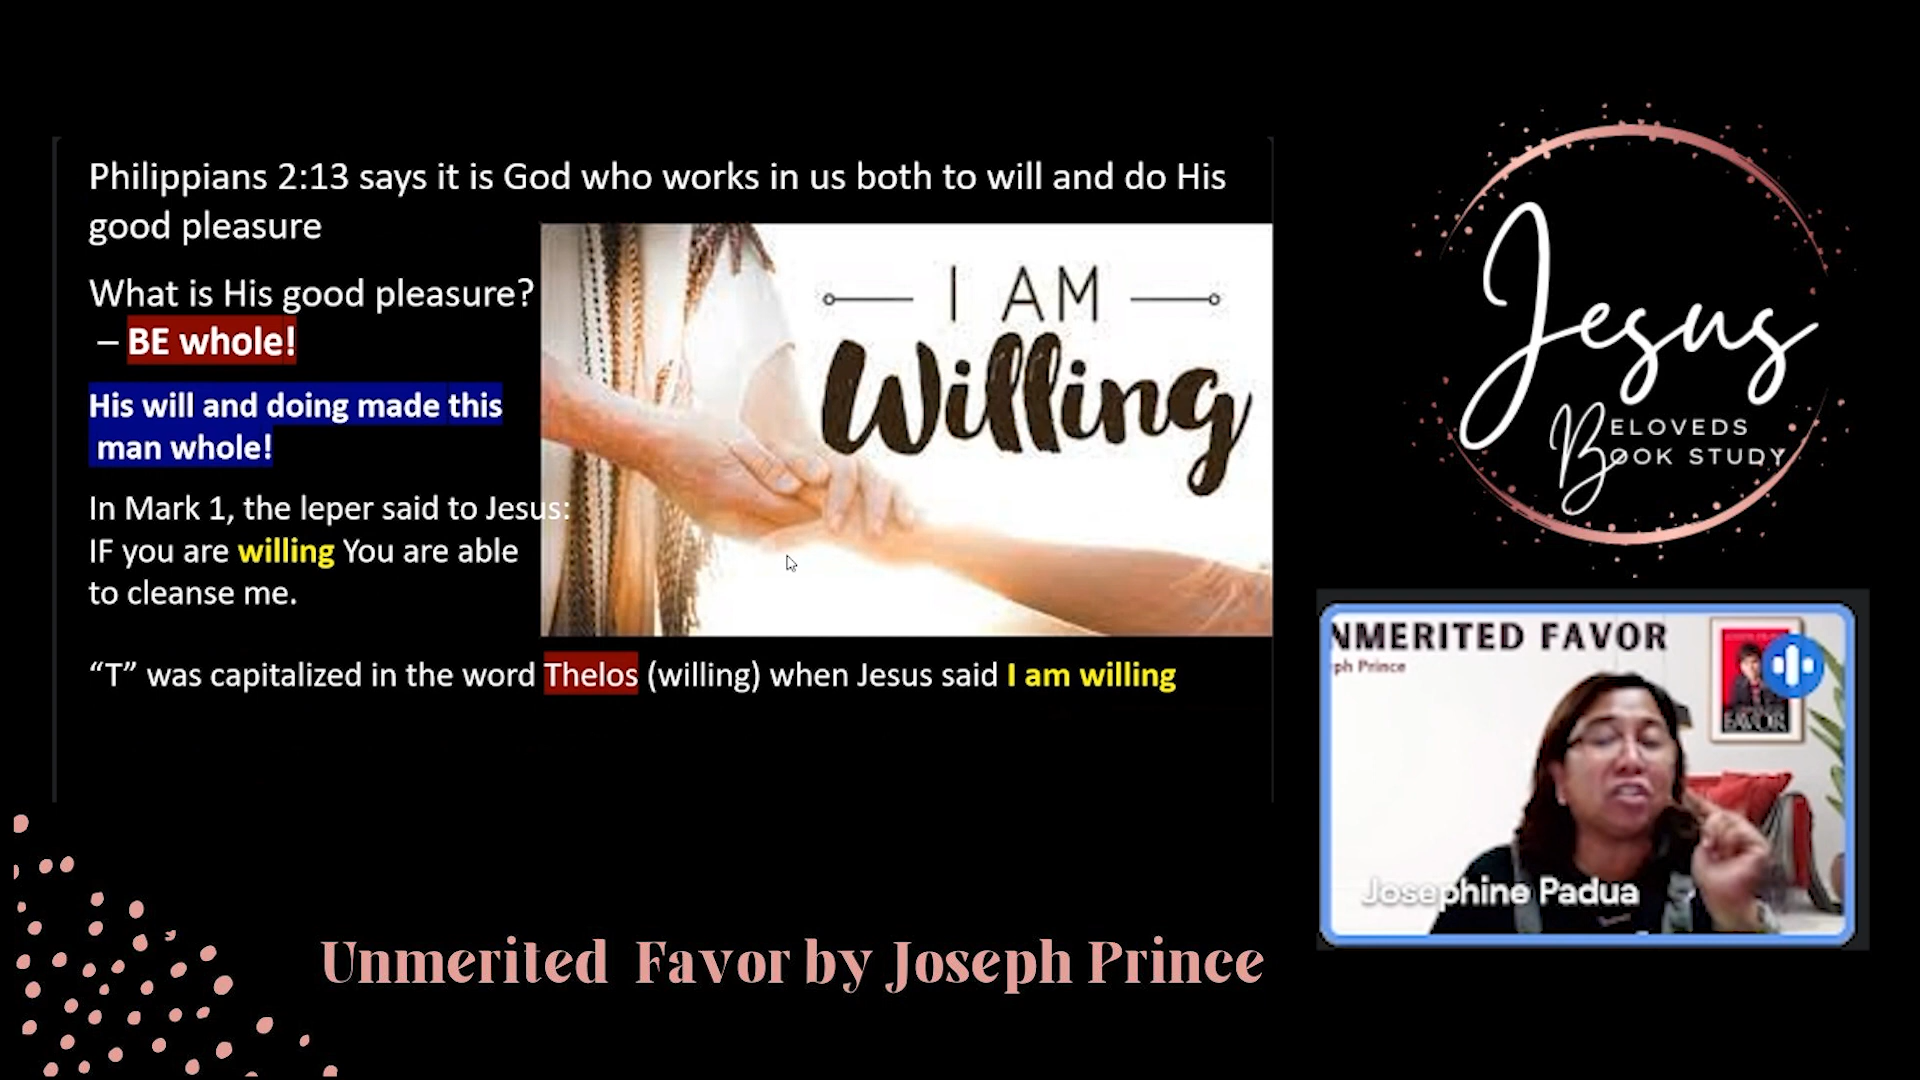 Philippians 2:13 says it is God who works in us both to will and do His
good pleasure
What is His good pleasure?
– BE whole!
His will and doing made this
man whole!
In Mark 1, the leper said to Jesus:
IF you are willing You are able
to cleanse me.
I AM
Willing
“T” was capitalized in the word Thelos (willing) when Jesus said I am willing
Jesus
BELOVEDS
BOOK STUDY
NMERITED FAVOR
ph Prince
FAVOR
Josephine Padua
Unmerited Favor by Joseph Prince